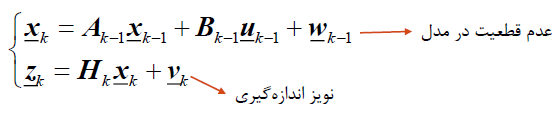 x_k = A_{k-1}x_{k-1} + B_{k-1}u_{k-1} + w_{k-1} عدم قطعیت در مدل
z_k = H_k x_k + v_k
نویز اندازه‌گیری